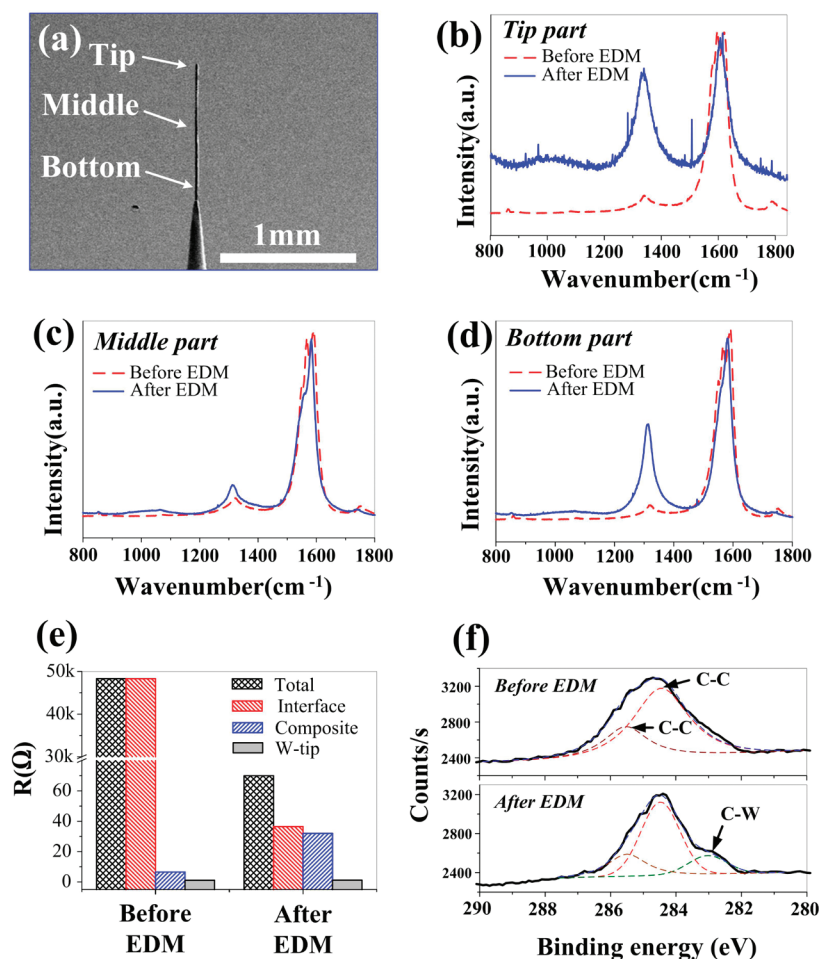 (a)
Tip
Middle
Bottom
1mm
(b)
Tip part
Before EDM
After EDM
Intensity(a.u.)
800 1000 1200 1400 1600 1800
Wavenumber(cm⁻¹)
(c)
Middle part
Before EDM
After EDM
Intensity(a.u.)
800 1000 1200 1400 1600 1800
Wavenumber(cm⁻¹)
(d)
Bottom part
Before EDM
After EDM
Intensity(a.u.)
800 1000 1200 1400 1600 1800
Wavenumber(cm⁻¹)
(e)
50k
40k
30k
60
40
20
0
R(Ω)
Total
Interface
Composite
W-tip
Before
EDM
After
EDM
(f)
Before EDM
C-C
C-C
3200
2800
2400
After EDM
C-W
3200
2800
2400
Counts/s
290 288 286 284 282 280
Binding energy (eV)